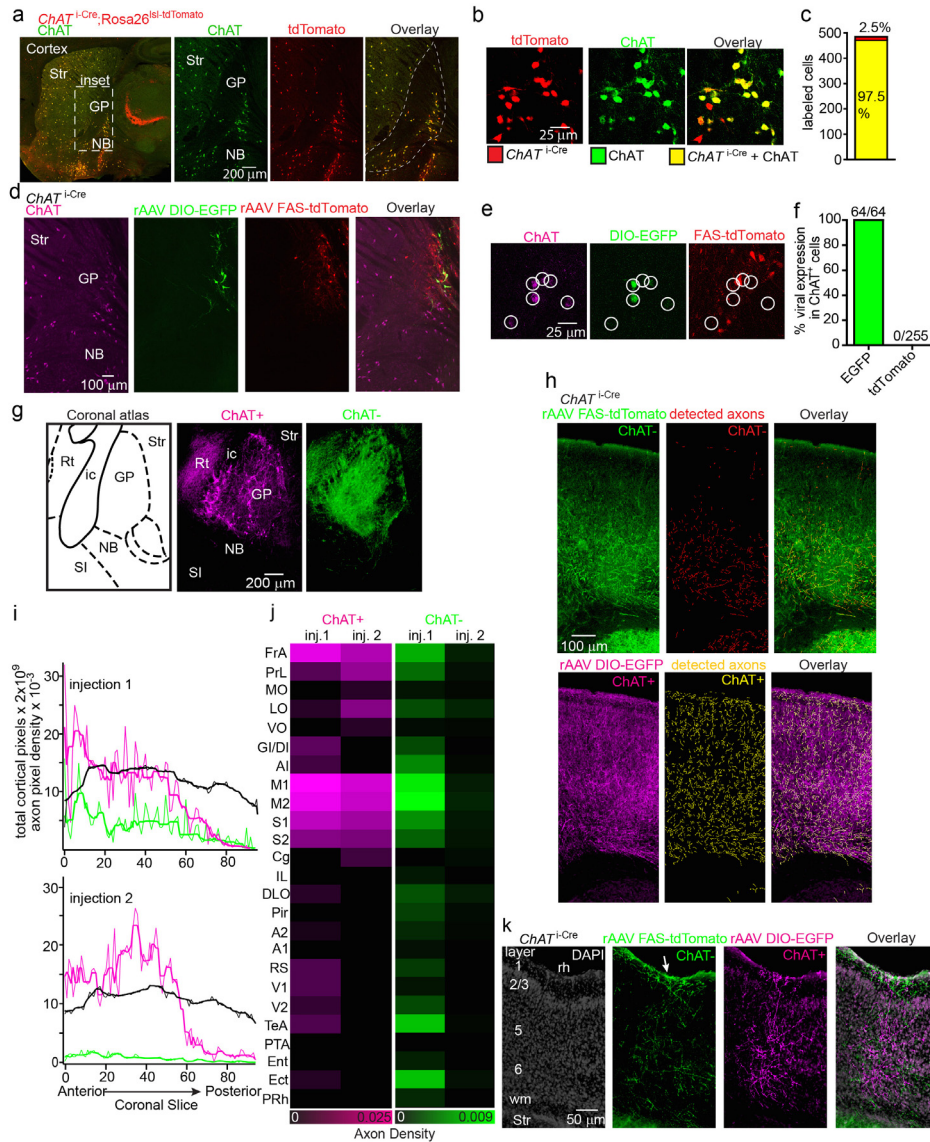 a
ChAT i-Cre;Rosa26 lsl-tdTomato
ChAT
ChAT
tdTomato
Overlay
Cortex
Str
inset
GP
NB
Str
GP
NB
200 µm
b
tdTomato
ChAT
Overlay
25 µm
ChAT i-Cre
ChAT
ChAT i-Cre + ChAT
c
labeled cells
2.5%
500
400
300
200
100
0
97.5
%
d
ChAT i-Cre
ChAT
rAAV DIO-EGFP
rAAV FAS-tdTomato
Overlay
Str
GP
NB
100 µm
e
ChAT
DIO-EGFP
FAS-tdTomato
25 µm
f
64/64
% viral expression
in ChAT+ cells
100
80
60
40
20
0
0/255
EGFP
tdTomato
g
Coronal atlas
ChAT+
ChAT-
Rt
ic
GP
Str
NB
SI
Rt
ic
Str
GP
NB
SI
200 µm
h
ChAT i-Cre
rAAV FAS-tdTomato
detected axons
Overlay
ChAT-
ChAT-
100 µm
rAAV DIO-EGFP
detected axons
Overlay
ChAT+
ChAT+
i
total cortical pixels x 2x10^9
axon pixel density x 10^-3
injection 1
30
20
10
0
20
40
60
80
injection 2
30
20
10
0
0
20
40
60
80
Anterior
Posterior
Coronal Slice
j
ChAT+
ChAT-
inj.1
inj. 2
inj.1
inj. 2
FrA
PrL
MO
LO
VO
GI/DI
AI
M1
M2
S1
S2
Cg
IL
DLO
Pir
A2
A1
RS
V1
V2
TeA
PTA
Ent
Ect
PRh
0
0.025
0
0.009
Axon Density
k
ChAT i-Cre
rAAV FAS-tdTomato
rAAV DIO-EGFP
Overlay
layer
DAPI
ChAT-
ChAT+
1
rh
2/3
5
6
wm
Str
50 µm